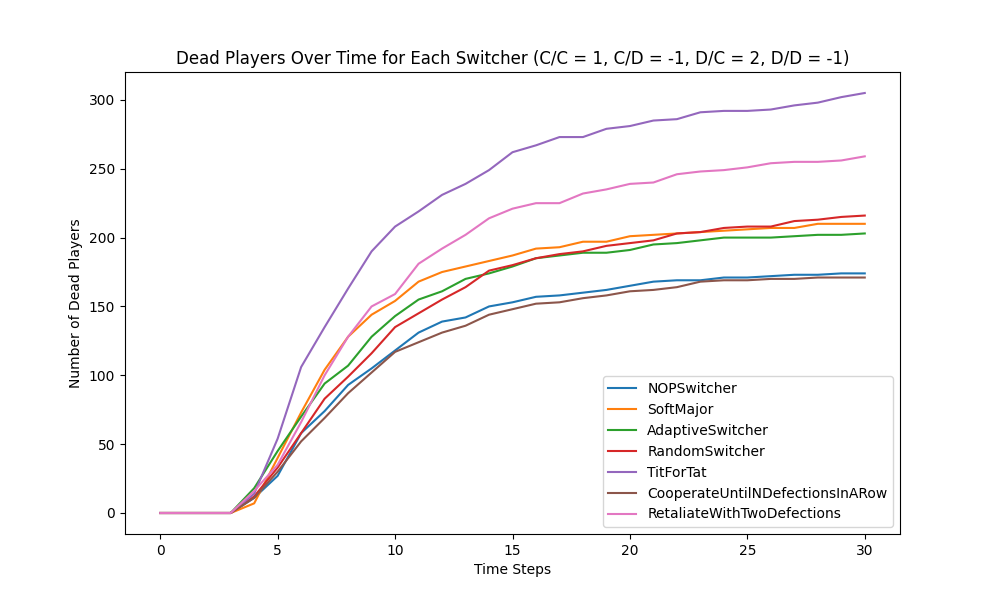 Dead Players Over Time for Each Switcher (C/C = 1, C/D = -1, D/C = 2, D/D = -1)
Number of Dead Players
300
250
200
150
100
50
0
0 5 10 15 20 25 30
Time Steps
NOPSwitcher
SoftMajor
AdaptiveSwitcher
RandomSwitcher
TitForTat
CooperateUntilNDefectionsInARow
RetaliateWithTwoDefections